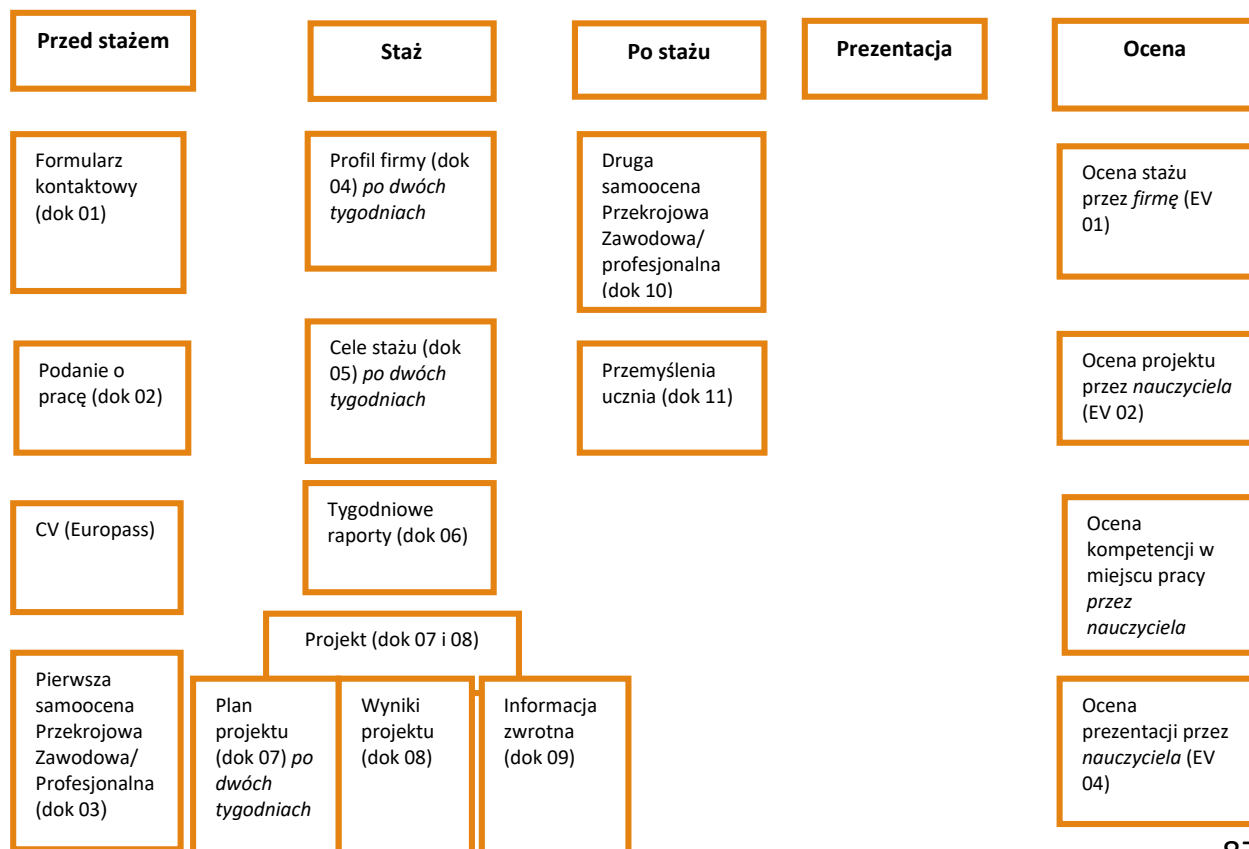 Przed stażem
Staż
Po stażu
Prezentacja
Ocena
Formularz
kontaktowy
(dok 01)
Podanie o
pracę (dok 02)
CV (Europass)
Pierwsza
samoocena
Przekrojowa
Zawodowa/
Profesjonalna
(dok 03)
Profil firmy (dok
04) po dwóch
tygodniach
Cele stażu (dok
05) po dwóch
tygodniach
Tygodniowe
raporty (dok 06)
Projekt (dok 07 i 08)
Plan
projektu
(dok 07) po
dwóch
tygodniach
Wyniki
projektu
(dok 08)
Informacja
zwrotna
(dok 09)
Druga
samoocena
Przekrojowa
Zawodowa/
profesjonalna
(dok 10)
Przemyślenia
ucznia (dok 11)
Ocena stażu
przez firmę (EV
01)
Ocena projektu
przez nauczyciela
(EV 02)
Ocena
kompetencji w
miejscu pracy
przez
nauczyciela
Ocena
prezentacji przez
nauczyciela (EV
04)